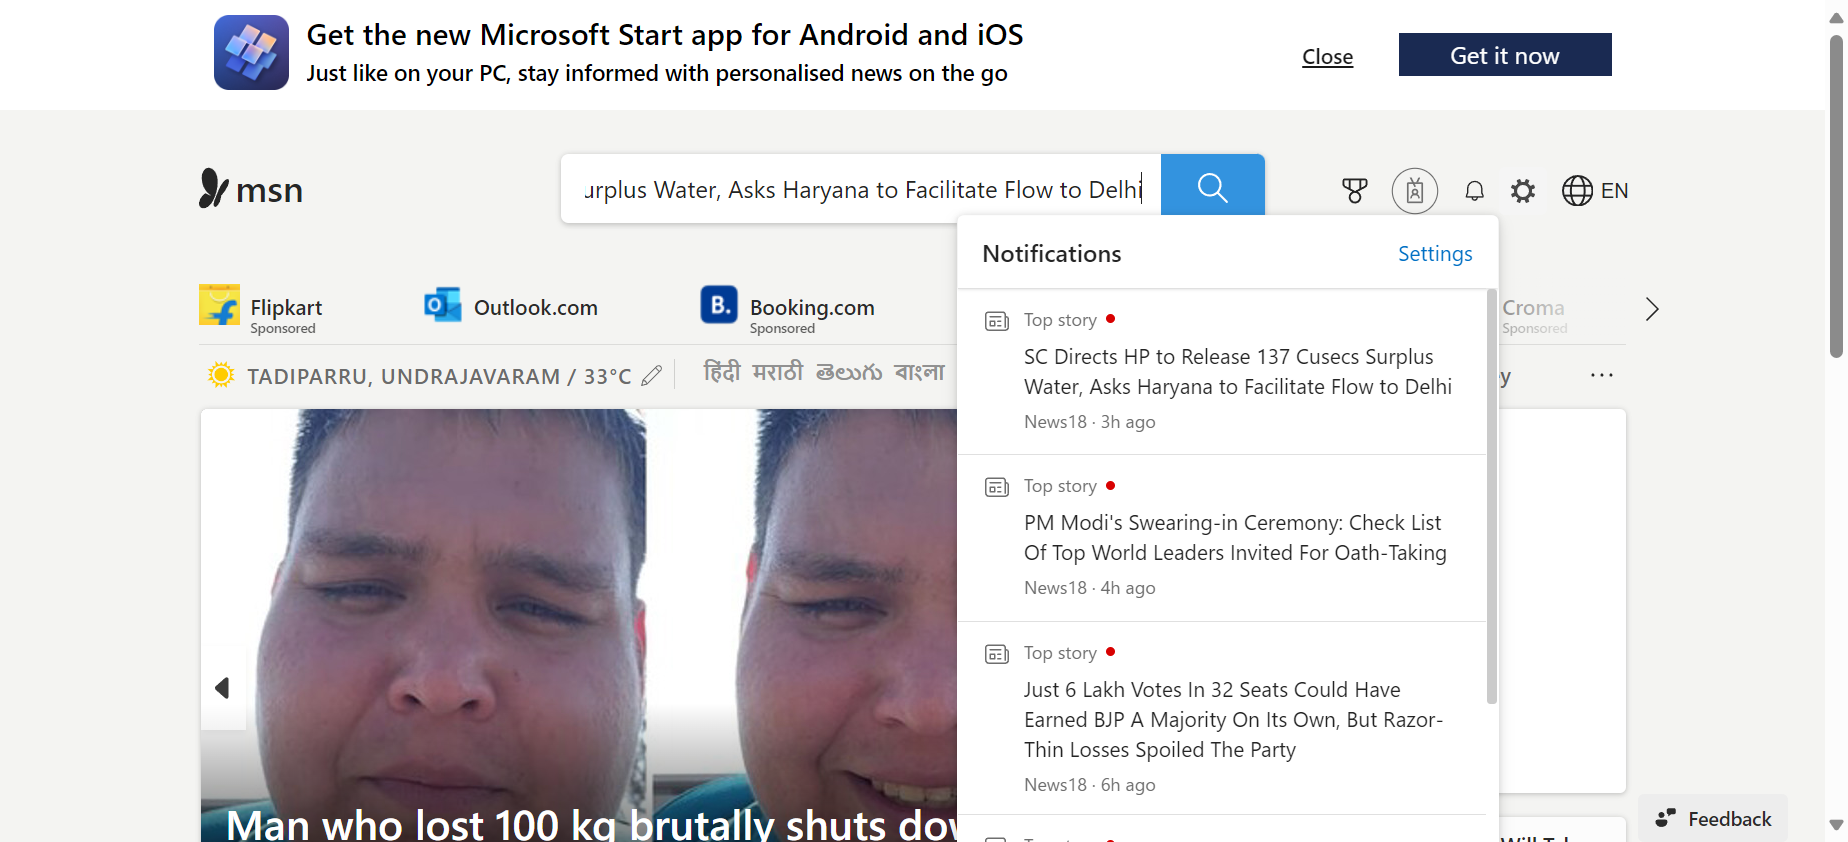 Get the new Microsoft Start app for Android and iOS
Just like on your PC, stay informed with personalised news on the go
Close
Get it now
msn
urplus Water, Asks Haryana to Facilitate Flow to Delhi
EN
Notifications
Settings
Flipkart
Sponsored
Outlook.com
Booking.com
Sponsored
Croma
Sponsored
TADIPARRU, UNDRAJAVARAM / 33°C
हिंदी मराठी తెలుగు বাংলা
y
Top story
SC Directs HP to Release 137 Cusecs Surplus
Water, Asks Haryana to Facilitate Flow to Delhi
News18 · 3h ago
Top story
PM Modi's Swearing-in Ceremony: Check List
Of Top World Leaders Invited For Oath-Taking
News18 · 4h ago
Top story
Just 6 Lakh Votes In 32 Seats Could Have
Earned BJP A Majority On Its Own, But Razor-
Thin Losses Spoiled The Party
News18 · 6h ago
Man who lost 100 kg brutally shuts dow
Feedback